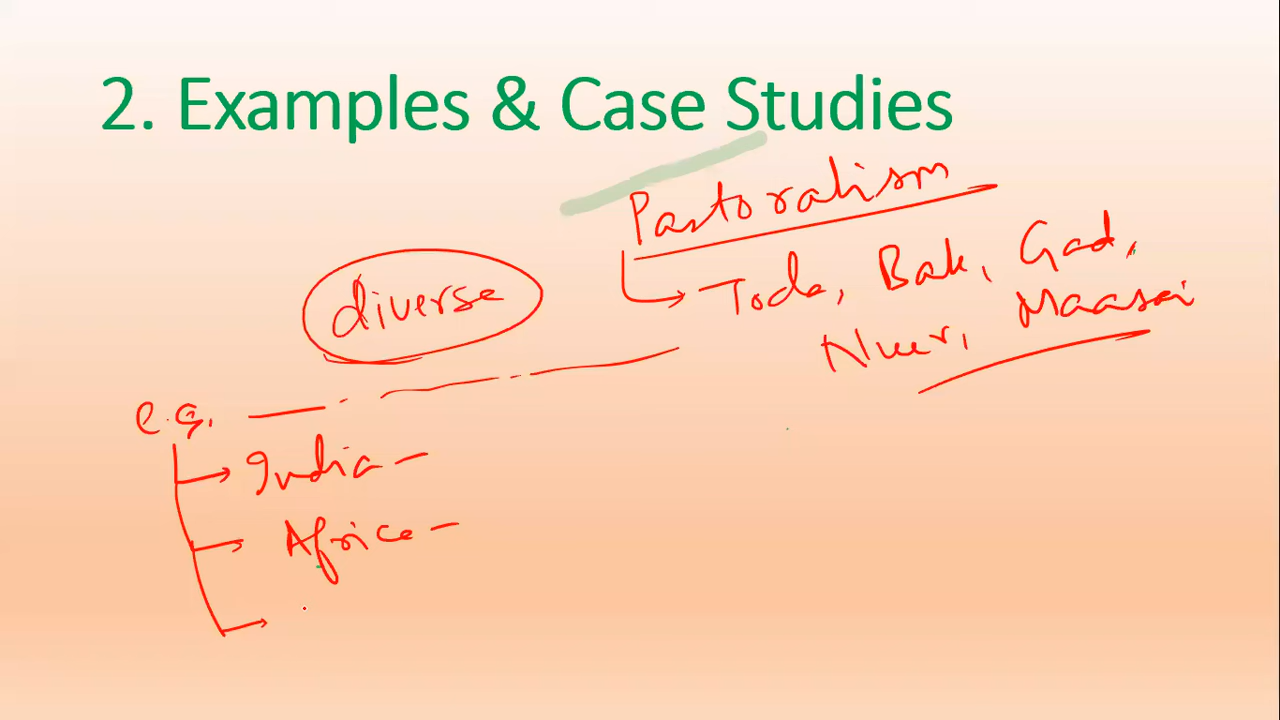 2. Examples & Case Studies
Pastoralism
Toda, Bak, Gad,
Nuer, Maasai
diverse
e.g.
India -
Africa -